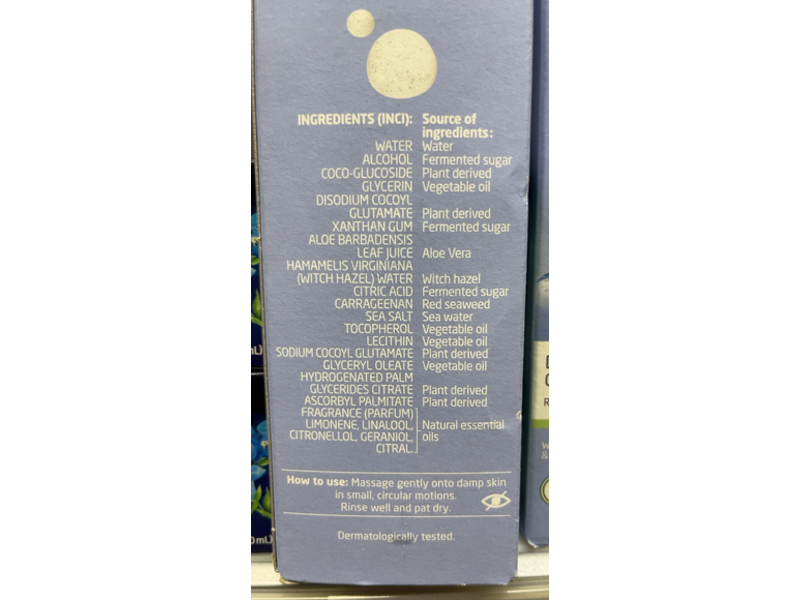 INGREDIENTS (INCI): Source of
ingredients:
WATER Water
ALCOHOL Fermented sugar
COCO-GLUCOSIDE Plant derived
GLYCERIN Vegetable oil
DISODIUM COCOYL
GLUTAMATE Plant derived
XANTHAN GUM Fermented sugar
ALOE BARBADENSIS
LEAF JUICE Aloe Vera
HAMAMELIS VIRGINIANA
(WITCH HAZEL) WATER Witch hazel
CITRIC ACID Fermented sugar
CARRAGEENAN Red seaweed
SEA SALT Sea water
TOCOPHEROL Vegetable oil
LECITHIN Vegetable oil
SODIUM COCOYL GLUTAMATE Plant derived
GLYCERYL OLEATE Vegetable oil
HYDROGENATED PALM
GLYCERIDES CITRATE Plant derived
ASCORBYL PALMITATE Plant derived
FRAGRANCE (PARFUM)
LIMONENE, LINALOOL, Natural essential
CITRONELLOL, GERANIOL, oils
CITRAL.
How to use: Massage gently onto damp skin
in small, circular motions.
Rinse well and pat dry.
Dermatologically tested.